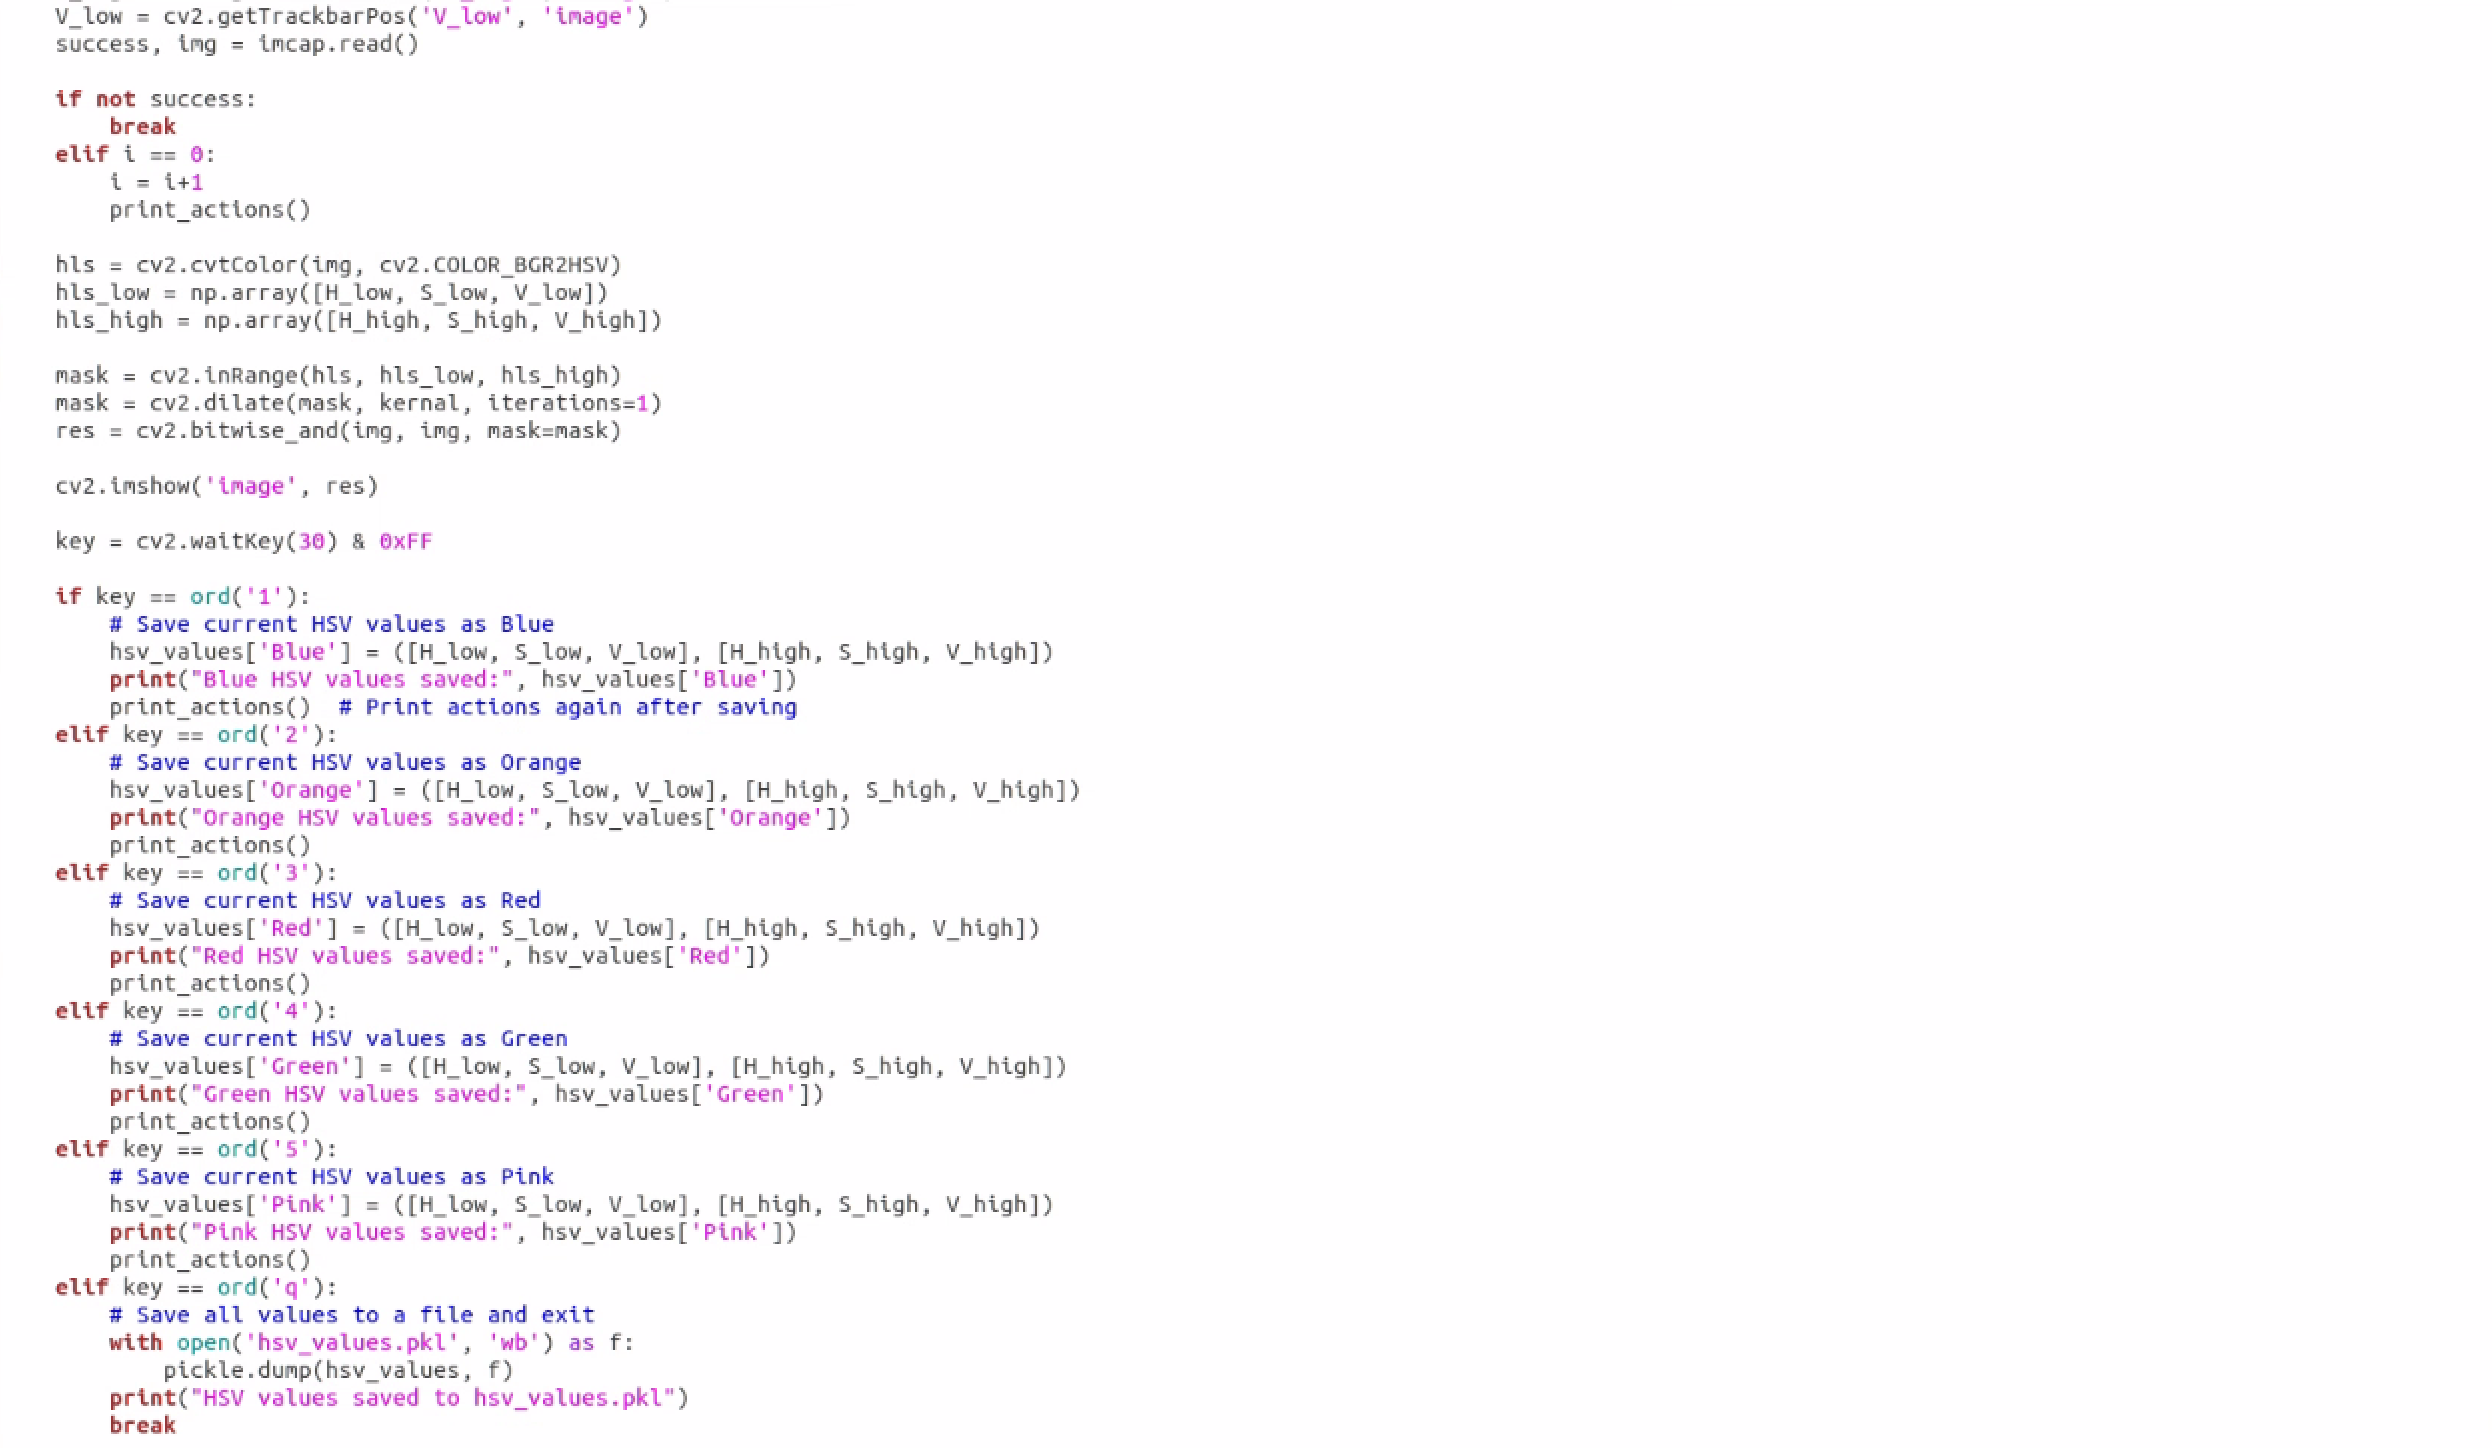 V_low = cv2.getTrackbarPos('V_low', 'image')
success, img = imcap.read()
if not success:
break
elif i == 0:
i = i+1
print_actions()
hls = cv2.cvtColor(img, cv2.COLOR_BGR2HSV)
hls_low = np.array([H_low, S_low, V_low])
hls_high = np.array([H_high, S_high, V_high])
mask = cv2.inRange(hls, hls_low, hls_high)
mask = cv2.dilate(mask, kernal, iterations=1)
res = cv2.bitwise_and(img, img, mask=mask)
cv2.imshow('image', res)
key = cv2.waitKey(30) & 0xFF
if key == ord('1'):
# Save current HSV values as Blue
hsv_values['Blue'] = ([H_low, S_low, V_low], [H_high, S_high, V_high])
print("Blue HSV values saved:", hsv_values['Blue'])
print_actions()  # Print actions again after saving
elif key == ord('2'):
# Save current HSV values as Orange
hsv_values['Orange'] = ([H_low, S_low, V_low], [H_high, S_high, V_high])
print("Orange HSV values saved:", hsv_values['Orange'])
print_actions()
elif key == ord('3'):
# Save current HSV values as Red
hsv_values['Red'] = ([H_low, S_low, V_low], [H_high, S_high, V_high])
print("Red HSV values saved:", hsv_values['Red'])
print_actions()
elif key == ord('4'):
# Save current HSV values as Green
hsv_values['Green'] = ([H_low, S_low, V_low], [H_high, S_high, V_high])
print("Green HSV values saved:", hsv_values['Green'])
print_actions()
elif key == ord('5'):
# Save current HSV values as Pink
hsv_values['Pink'] = ([H_low, S_low, V_low], [H_high, S_high, V_high])
print("Pink HSV values saved:", hsv_values['Pink'])
print_actions()
elif key == ord('q'):
# Save all values to a file and exit
with open('hsv_values.pkl', 'wb') as f:
pickle.dump(hsv_values, f)
print("HSV values saved to hsv_values.pkl")
break